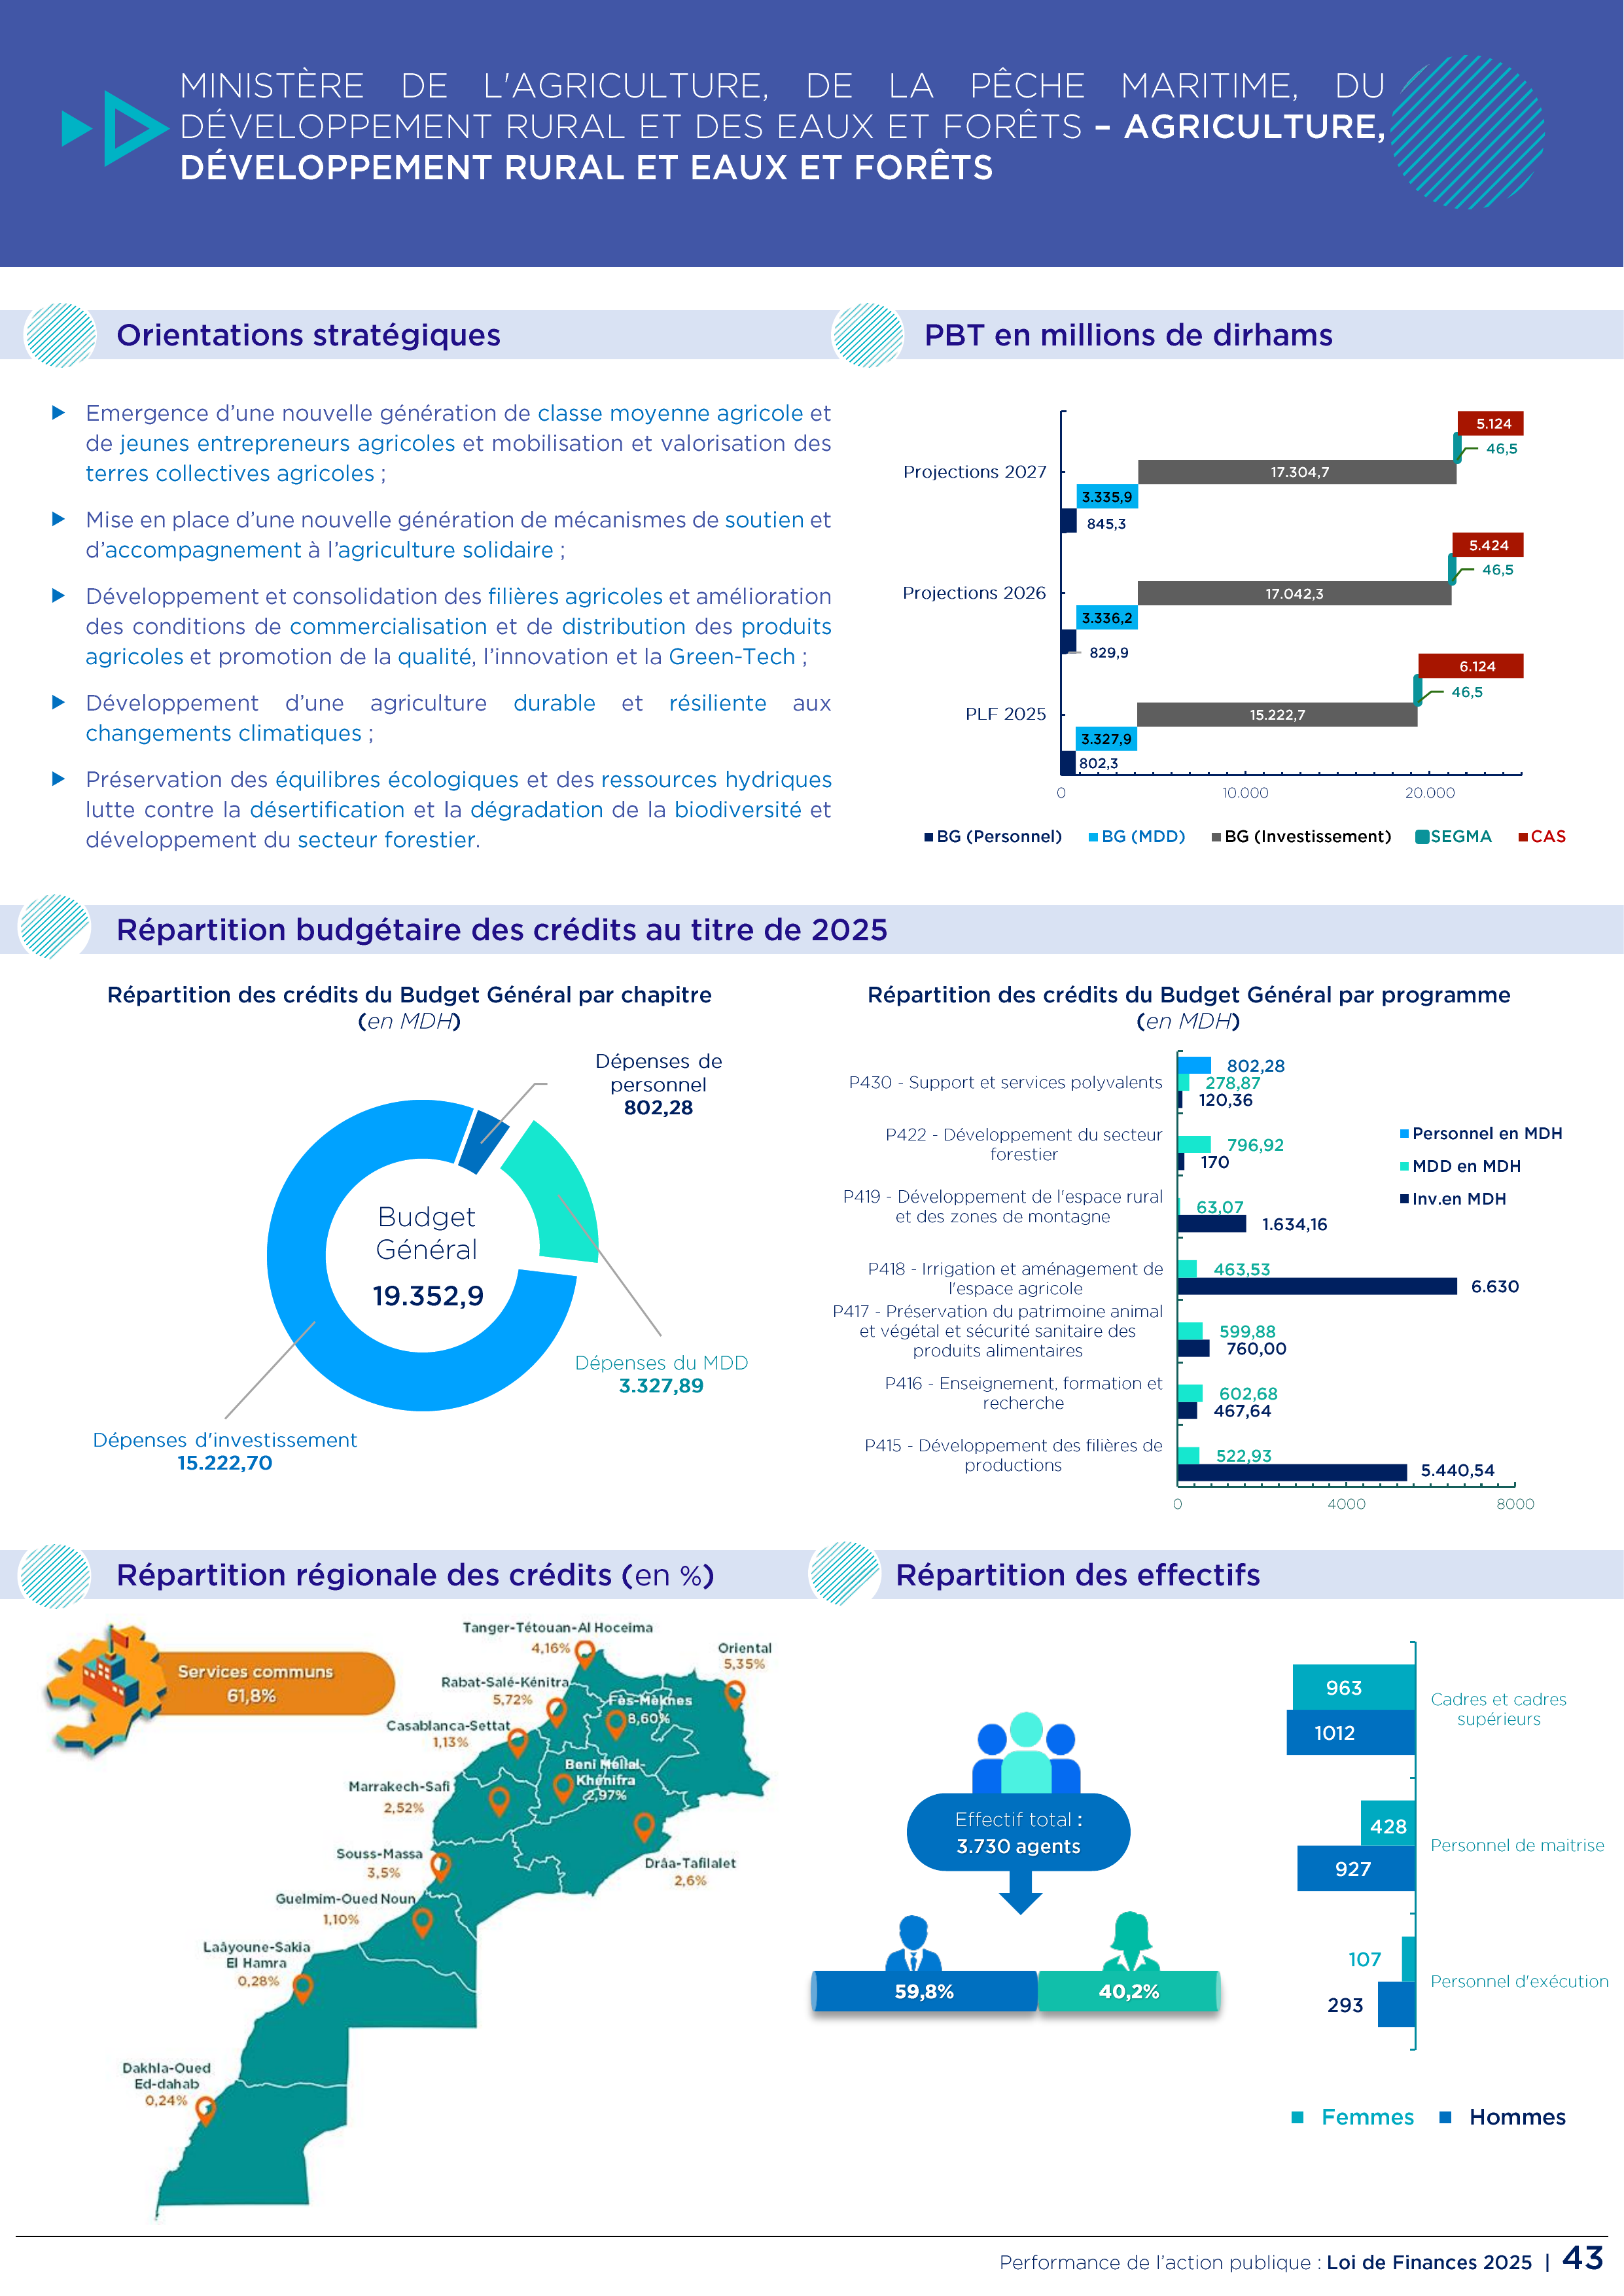 MINISTÈRE DE L'AGRICULTURE, DE LA PÊCHE MARITIME, DU
DÉVELOPPEMENT RURAL ET DES EAUX ET FORÊTS – AGRICULTURE,
DÉVELOPPEMENT RURAL ET EAUX ET FORÊTS
Orientations stratégiques
Emergence d'une nouvelle génération de classe moyenne agricole et
de jeunes entrepreneurs agricoles et mobilisation et valorisation des
terres collectives agricoles ;
Mise en place d'une nouvelle génération de mécanismes de soutien et
d'accompagnement à l'agriculture solidaire ;
Développement et consolidation des filières agricoles et amélioration
des conditions de commercialisation et de distribution des produits
agricoles et promotion de la qualité, l'innovation et la Green-Tech ;
Développement d'une agriculture durable et résiliente aux
changements climatiques ;
Préservation des équilibres écologiques et des ressources hydriques
lutte contre la désertification et la dégradation de la biodiversité et
développement du secteur forestier.
PBT en millions de dirhams
5.124
46,5
Projections 2027
17.304,7
3.335,9
845,3
5.424
46,5
Projections 2026
17.042,3
3.336,2
829,9
6.124
46,5
PLF 2025
15.222,7
3.327,9
802,3
0
10.000
20.000
BG (Personnel)
BG (MDD)
BG (Investissement)
SEGMA
CAS
Répartition budgétaire des crédits au titre de 2025
Répartition des crédits du Budget Général par chapitre
(en MDH)
Dépenses de
personnel
802,28
Budget
Général
19.352,9
Dépenses du MDD
3.327,89
Dépenses d'investissement
15.222,70
Répartition des crédits du Budget Général par programme
(en MDH)
802,28
P430 - Support et services polyvalents
278,87
120,36
P422 - Développement du secteur
forestier
796,92
170
P419 - Développement de l'espace rural
et des zones de montagne
63,07
1.634,16
P418 - Irrigation et aménagement de
l'espace agricole
463,53
6.630
P417 - Préservation du patrimoine animal
et végétal et sécurité sanitaire des
produits alimentaires
599,88
760,00
P416 - Enseignement, formation et
recherche
602,68
467,64
P415 - Développement des filières de
productions
522,93
5.440,54
0
4000
8000
Personnel en MDH
MDD en MDH
Inv.en MDH
Répartition régionale des crédits (en %)
Services communs
61,8%
Tanger-Tétouan-Al Hoceima
4,16%
Oriental
5,35%
Rabat-Salé-Kénitra
5,72%
Fès-Mèknes
8,60%
Casablanca-Settat
1,13%
Beni Mellal-
Khénifra
2,97%
Marrakech-Safi
2,52%
Souss-Massa
3,5%
Drâa-Tafilalet
2,6%
Guelmim-Oued Noun
1,10%
Laâyoune-Sakia
El Hamra
0,28%
Dakhla-Oued
Ed-dahab
0,24%
Répartition des effectifs
Effectif total :
3.730 agents
59,8%
40,2%
963
1012
Cadres et cadres
supérieurs
428
927
Personnel de maitrise
107
293
Personnel d'exécution
Femmes
Hommes
Performance de l'action publique : Loi de Finances 2025 | 43